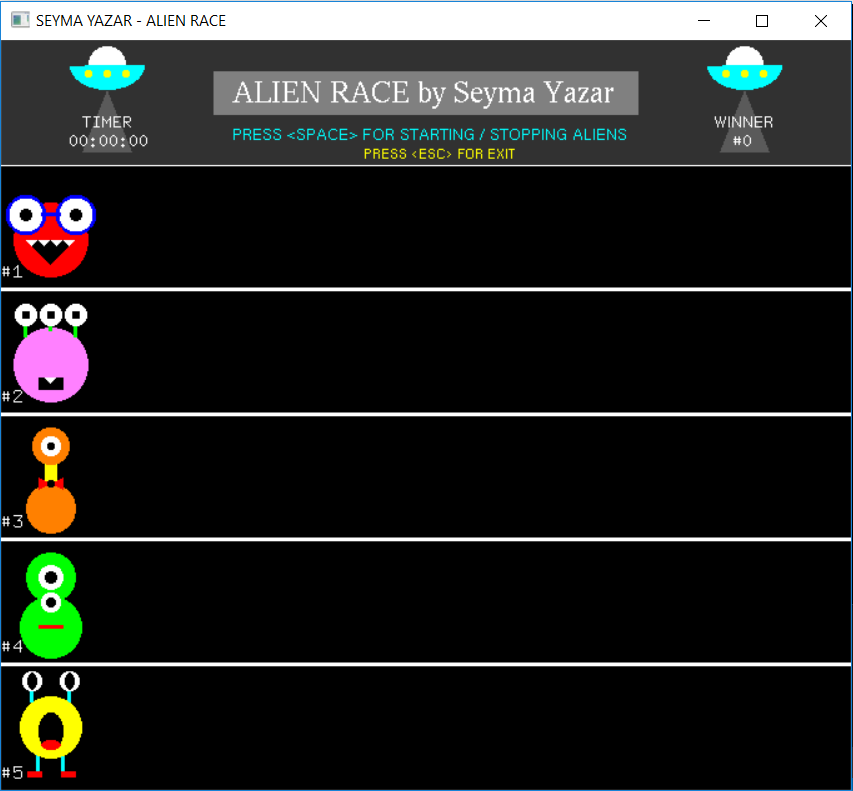 SEYMA YAZAR - ALIEN RACE
ALIEN RACE by Seyma Yazar
TIMER
00:00:00
PRESS <SPACE> FOR STARTING / STOPPING ALIENS
PRESS <ESC> FOR EXIT
WINNER
#0
#1
#2
#3
#4
#5